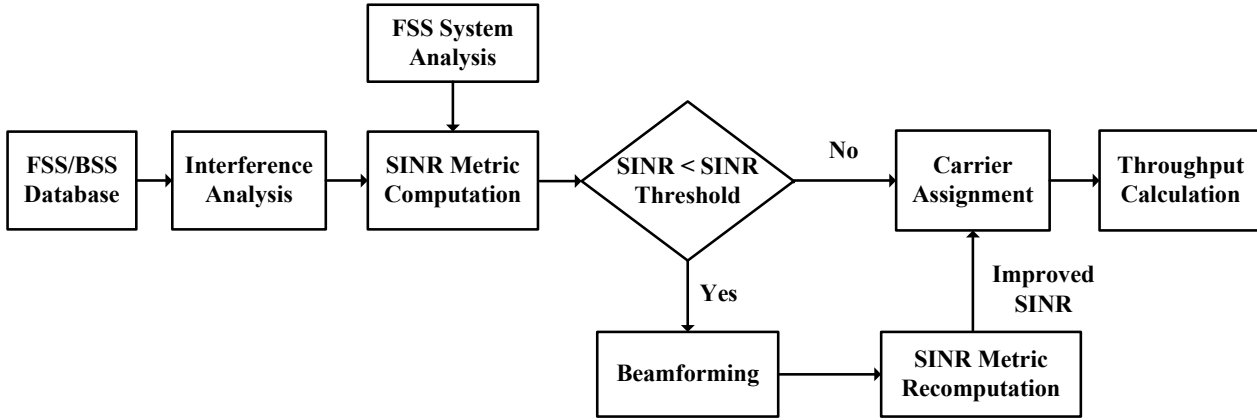 FSS System
Analysis
FSS/BSS
Database
Interference
Analysis
SINR Metric
Computation
SINR < SINR
Threshold
No
Carrier
Assignment
Throughput
Calculation
Yes
Improved
SINR
Beamforming
SINR Metric
Recomputation